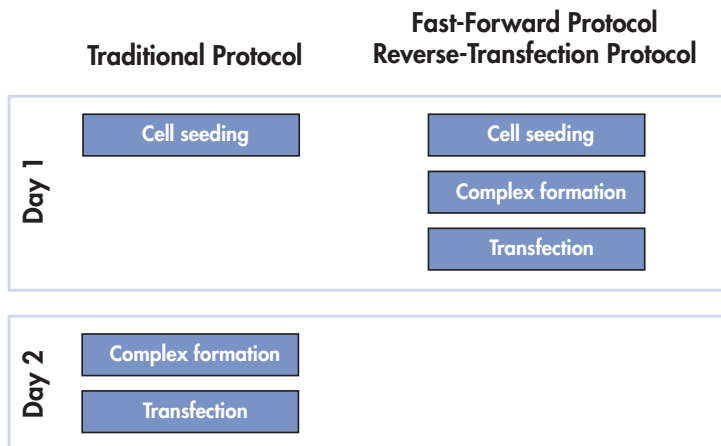 Traditional Protocol
Fast-Forward Protocol
Reverse-Transfection Protocol
Day 1
Cell seeding
Cell seeding
Complex formation
Transfection
Day 2
Complex formation
Transfection